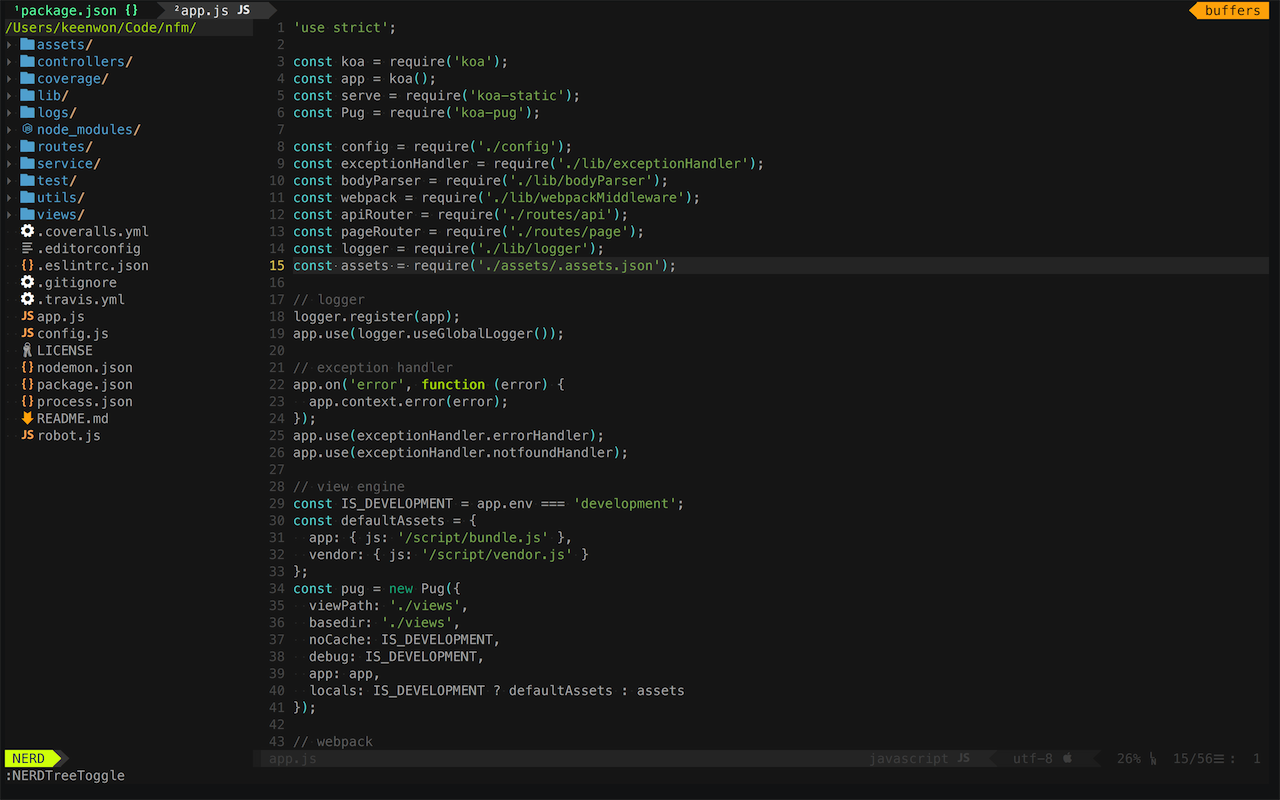 ¹package.json {} ²app.js JS buffers
/Users/keenwon/Code/nfm/
assets/
controllers/
coverage/
lib/
logs/
node_modules/
routes/
service/
test/
utils/
views/
.coveralls.yml
.editorconfig
{} .eslintrc.json
.gitignore
.travis.yml
JS app.js
JS config.js
LICENSE
{} nodemon.json
{} package.json
{} process.json
README.md
JS robot.js
1 'use strict';
2
3 const koa = require('koa');
4 const app = koa();
5 const serve = require('koa-static');
6 const Pug = require('koa-pug');
7
8 const config = require('./config');
9 const exceptionHandler = require('./lib/exceptionHandler');
10 const bodyParser = require('./lib/bodyParser');
11 const webpack = require('./lib/webpackMiddleware');
12 const apiRouter = require('./routes/api');
13 const pageRouter = require('./routes/page');
14 const logger = require('./lib/logger');
15 const assets = require('./assets/.assets.json');
16
17 // logger
18 logger.register(app);
19 app.use(logger.useGlobalLogger());
20
21 // exception handler
22 app.on('error', function (error) {
23   app.context.error(error);
24 });
25 app.use(exceptionHandler.errorHandler);
26 app.use(exceptionHandler.notfoundHandler);
27
28 // view engine
29 const IS_DEVELOPMENT = app.env === 'development';
30 const defaultAssets = {
31   app: { js: '/script/bundle.js' },
32   vendor: { js: '/script/vendor.js' }
33 };
34 const pug = new Pug({
35   viewPath: './views',
36   basedir: './views',
37   noCache: IS_DEVELOPMENT,
38   debug: IS_DEVELOPMENT,
39   app: app,
40   locals: IS_DEVELOPMENT ? defaultAssets : assets
41 });
42
43 // webpack
NERD app.js javascript JS utf-8 26% 15/56☰ : 1
:NERDTreeToggle